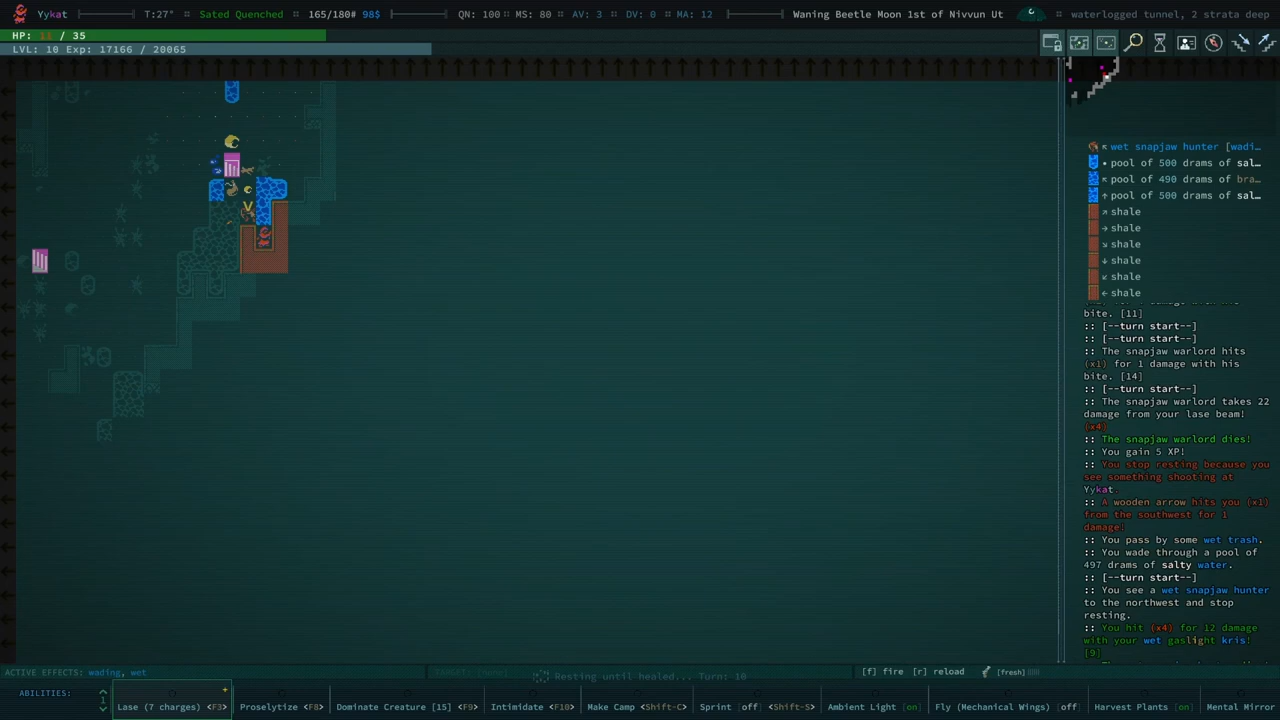 Yykat T:27° Sated Quenched 165/180# 98$ QN: 100 MS: 80 AV: 3 DV: 0 MA: 12 Waning Beetle Moon 1st of Nivvun Ut waterlogged tunnel, 2 strata deep
HP: 11 / 35
LVL: 10 Exp: 17166 / 20065
wet snapjaw hunter [wadi…
pool of 500 drams of sal…
pool of 490 drams of bra…
pool of 500 drams of sal…
shale
shale
shale
shale
shale
shale
bite. [11]
:: [--turn start--]
:: [--turn start--]
:: The snapjaw warlord hits
(x1) for 1 damage with his
bite. [14]
:: [--turn start--]
:: The snapjaw warlord takes 22
damage from your lase beam!
(x4)
:: The snapjaw warlord dies!
:: You gain 5 XP!
:: You stop resting because you
see something shooting at
Yykat.
:: A wooden arrow hits you (x1)
from the southwest for 1
damage!
:: You pass by some wet trash.
:: You wade through a pool of
497 drams of salty water.
:: [--turn start--]
:: You see a wet snapjaw hunter
to the northwest and stop
resting.
:: You hit (x4) for 12 damage
with your wet gaslight kris!
[9]
ACTIVE EFFECTS: wading, wet
TARGET: [none]
Resting until healed... Turn: 10
[f] fire [r] reload [fresh]
ABILITIES: 1 Lase (7 charges) <F3> Proselytize <F8> Dominate Creature [15] <F9> Intimidate <F10> Make Camp <Shift-C> Sprint [off] <Shift-S> Ambient Light [on] Fly (Mechanical Wings) [off] Harvest Plants [on] Mental Mirror